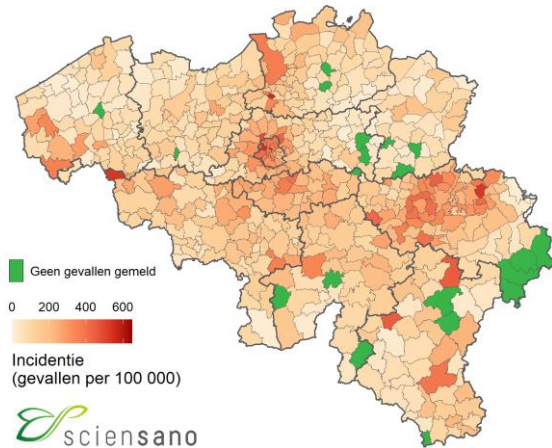 Geen gevallen gemeld
0 200 400 600
Incidentie
(gevallen per 100 000)
sciensano